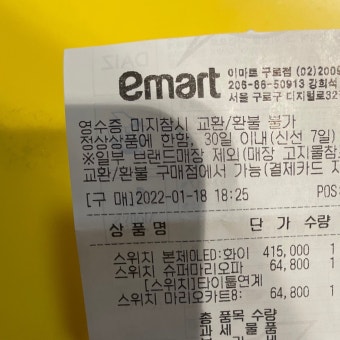 emart
이마트 구로점 (02)2009
206-86-50913 강희석
서울 구로구 디지털로32
영수증 미지참시 교환/환불 불가
정상상품에 한함, 30일 이내(신선 7일)
※일부 브랜드매장 제외(매장 고지물참
교환/환불 구매점에서 가능(결제카드 지
[구 매]2022-01-18 18:25 POS:
상 품 명 단 가 수량
스위치 본체OLED:화이 415,000 1
스위치 슈퍼마리오파 64,800 1
[스위치]타이틀연계
스위치 마리오카트8: 64,800 1
총 품목 수량
과 세 물 품